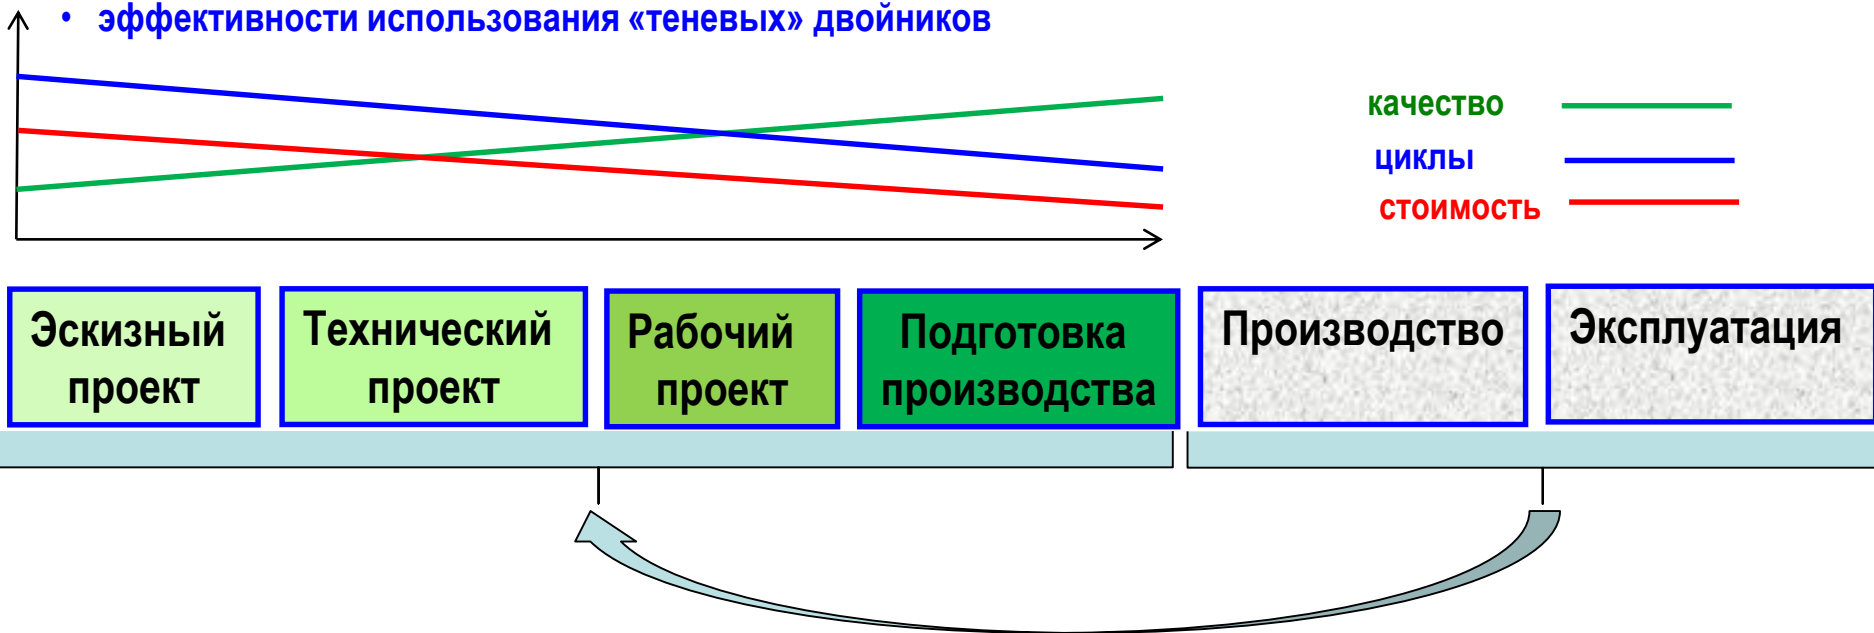 • эффективности использования «теневых» двойников
качество
циклы
стоимость
Эскизный
проект
Технический
проект
Рабочий
проект
Подготовка
производства
Производство
Эксплуатация